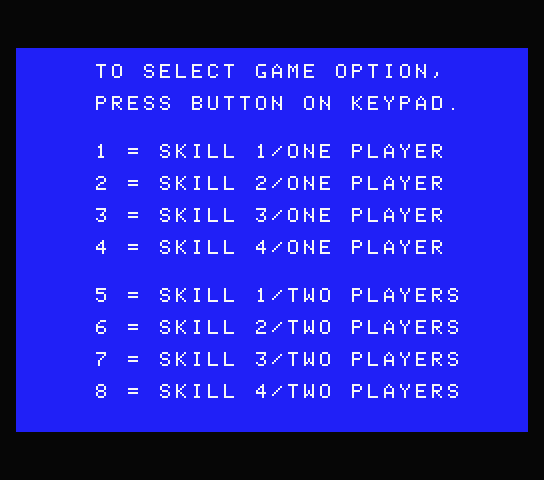 TO SELECT GAME OPTION,
PRESS BUTTON ON KEYPAD.
1 = SKILL 1/ONE PLAYER
2 = SKILL 2/ONE PLAYER
3 = SKILL 3/ONE PLAYER
4 = SKILL 4/ONE PLAYER
5 = SKILL 1/TWO PLAYERS
6 = SKILL 2/TWO PLAYERS
7 = SKILL 3/TWO PLAYERS
8 = SKILL 4/TWO PLAYERS